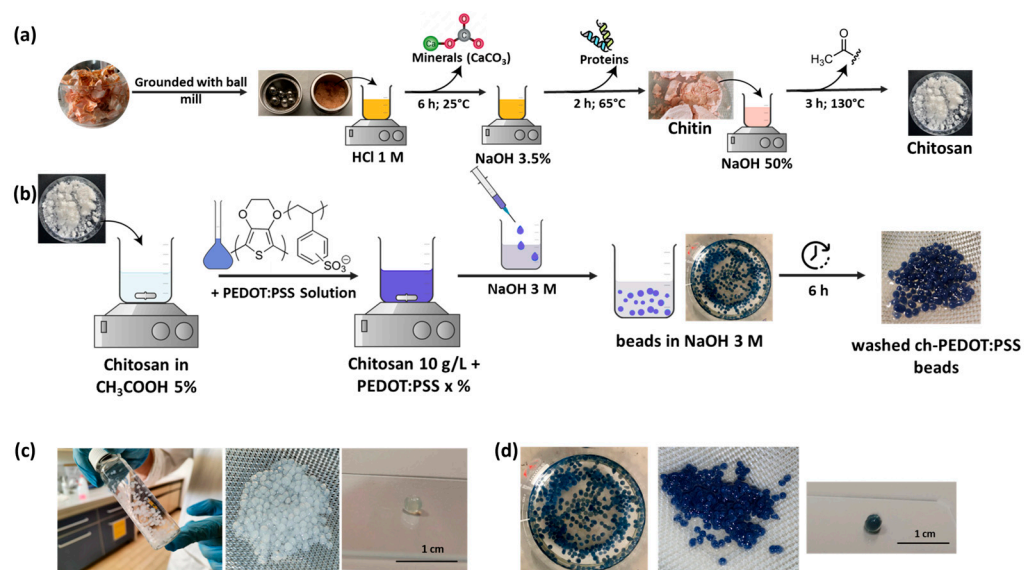 (a)
Grounded with ball
mill
HCl 1 M
Minerals (CaCO₃)
6 h; 25°C
NaOH 3.5%
Proteins
2 h; 65°C
Chitin
NaOH 50%
O
H₃C
3 h; 130°C
Chitosan
(b)
Chitosan in
CH₃COOH 5%
O O
S
SO₃⊖
+ PEDOT:PSS Solution
Chitosan 10 g/L +
PEDOT:PSS x %
NaOH 3 M
beads in NaOH 3 M
6 h
washed ch-PEDOT:PSS
beads
(c)
1 cm
(d)
1 cm